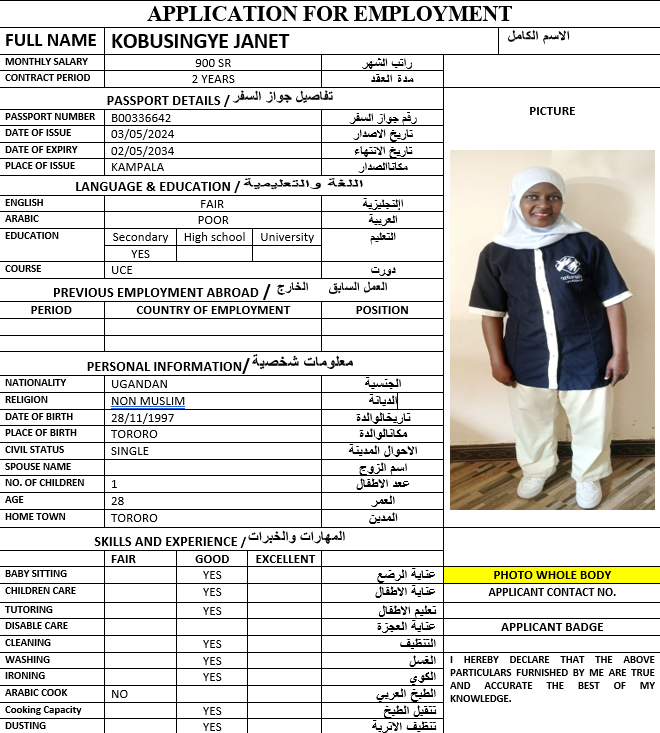 APPLICATION FOR EMPLOYMENT
FULL NAME KOBUSINGYE JANET الاسم الكامل
MONTHLY SALARY 900 SR راتب الشهر
CONTRACT PERIOD 2 YEARS مدة العقد
PASSPORT DETAILS / تفاصيل جواز السفر
PICTURE
PASSPORT NUMBER B00336642 رقم جواز السفر
DATE OF ISSUE 03/05/2024 تاريخ الاصدار
DATE OF EXPIRY 02/05/2034 تاريخ الانتهاء
PLACE OF ISSUE KAMPALA مكاناالصدار
LANGUAGE & EDUCATION / اللغة والتعليمية
ENGLISH FAIR اإلنجليزية
ARABIC POOR العربية
EDUCATION Secondary High school University التعليم
YES
COURSE UCE دورت
PREVIOUS EMPLOYMENT ABROAD / العمل السابق الخارج
PERIOD COUNTRY OF EMPLOYMENT POSITION
PERSONAL INFORMATION/ معلومات شخصية
NATIONALITY UGANDAN الجنسية
RELIGION NON MUSLIM الديانة
DATE OF BIRTH 28/11/1997 تاريخالوالدة
PLACE OF BIRTH TORORO مكانالوالدة
CIVIL STATUS SINGLE الاحوال المدينة
SPOUSE NAME اسم الزوج
NO. OF CHILDREN 1 عدد الاطفال
AGE 28 العمر
HOME TOWN TORORO المدين
SKILLS AND EXPERIENCE / المهارات والخبرات
FAIR GOOD EXCELLENT
BABY SITTING YES عناية الرضع
PHOTO WHOLE BODY
CHILDREN CARE YES عناية الاطفال
APPLICANT CONTACT NO.
TUTORING YES تعليم الاطفال
DISABLE CARE عناية العجزة
APPLICANT BADGE
CLEANING YES التنظيف
WASHING YES الغسل
IRONING YES الكوي
ARABIC COOK NO الطبخ العربي
Cooking Capacity YES تتقبل الطبخ
DUSTING YES تنظيف الاتربة
I HEREBY DECLARE THAT THE ABOVE
PARTICULARS FURNISHED BY ME ARE TRUE
AND ACCURATE THE BEST OF MY
KNOWLEDGE.